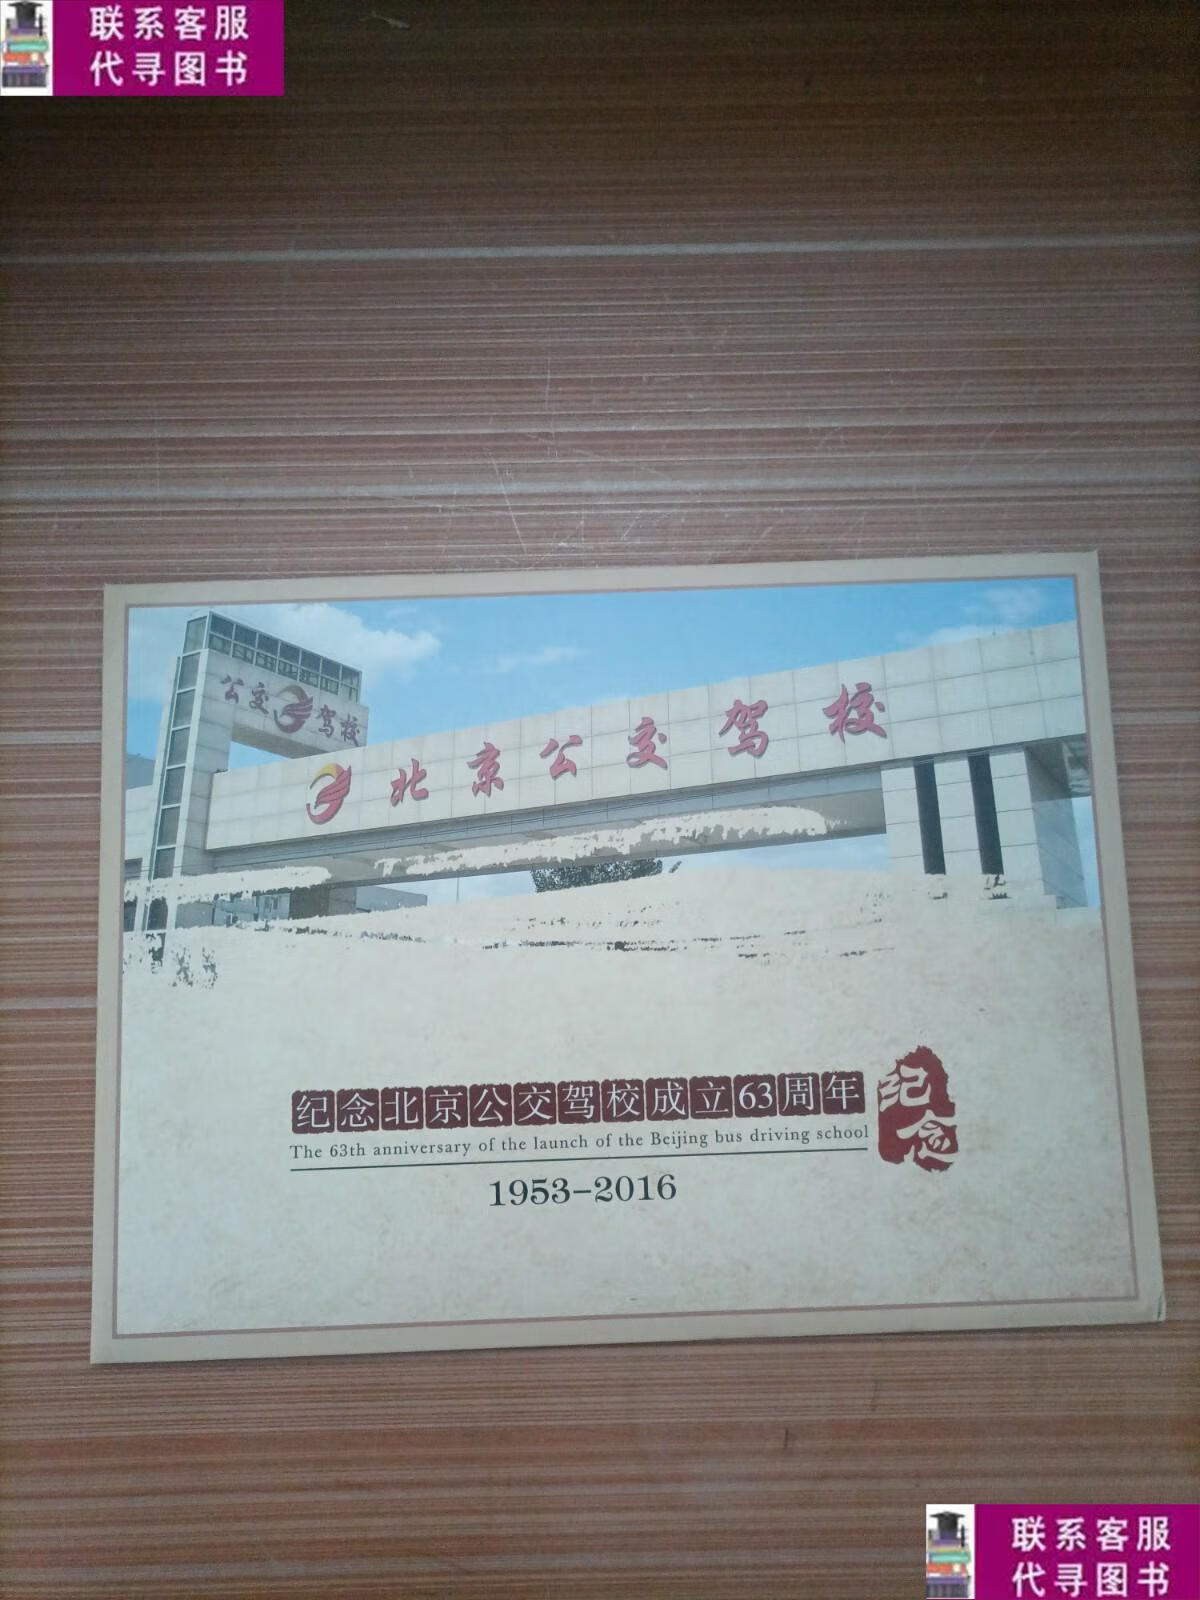 联系客服
代寻图书
公交驾校
北京公交驾校
纪念北京公交驾校成立63周年
纪念
The 63th anniversary of the launch of the Beijing bus driving school
1953-2016
联系客服
代寻图书